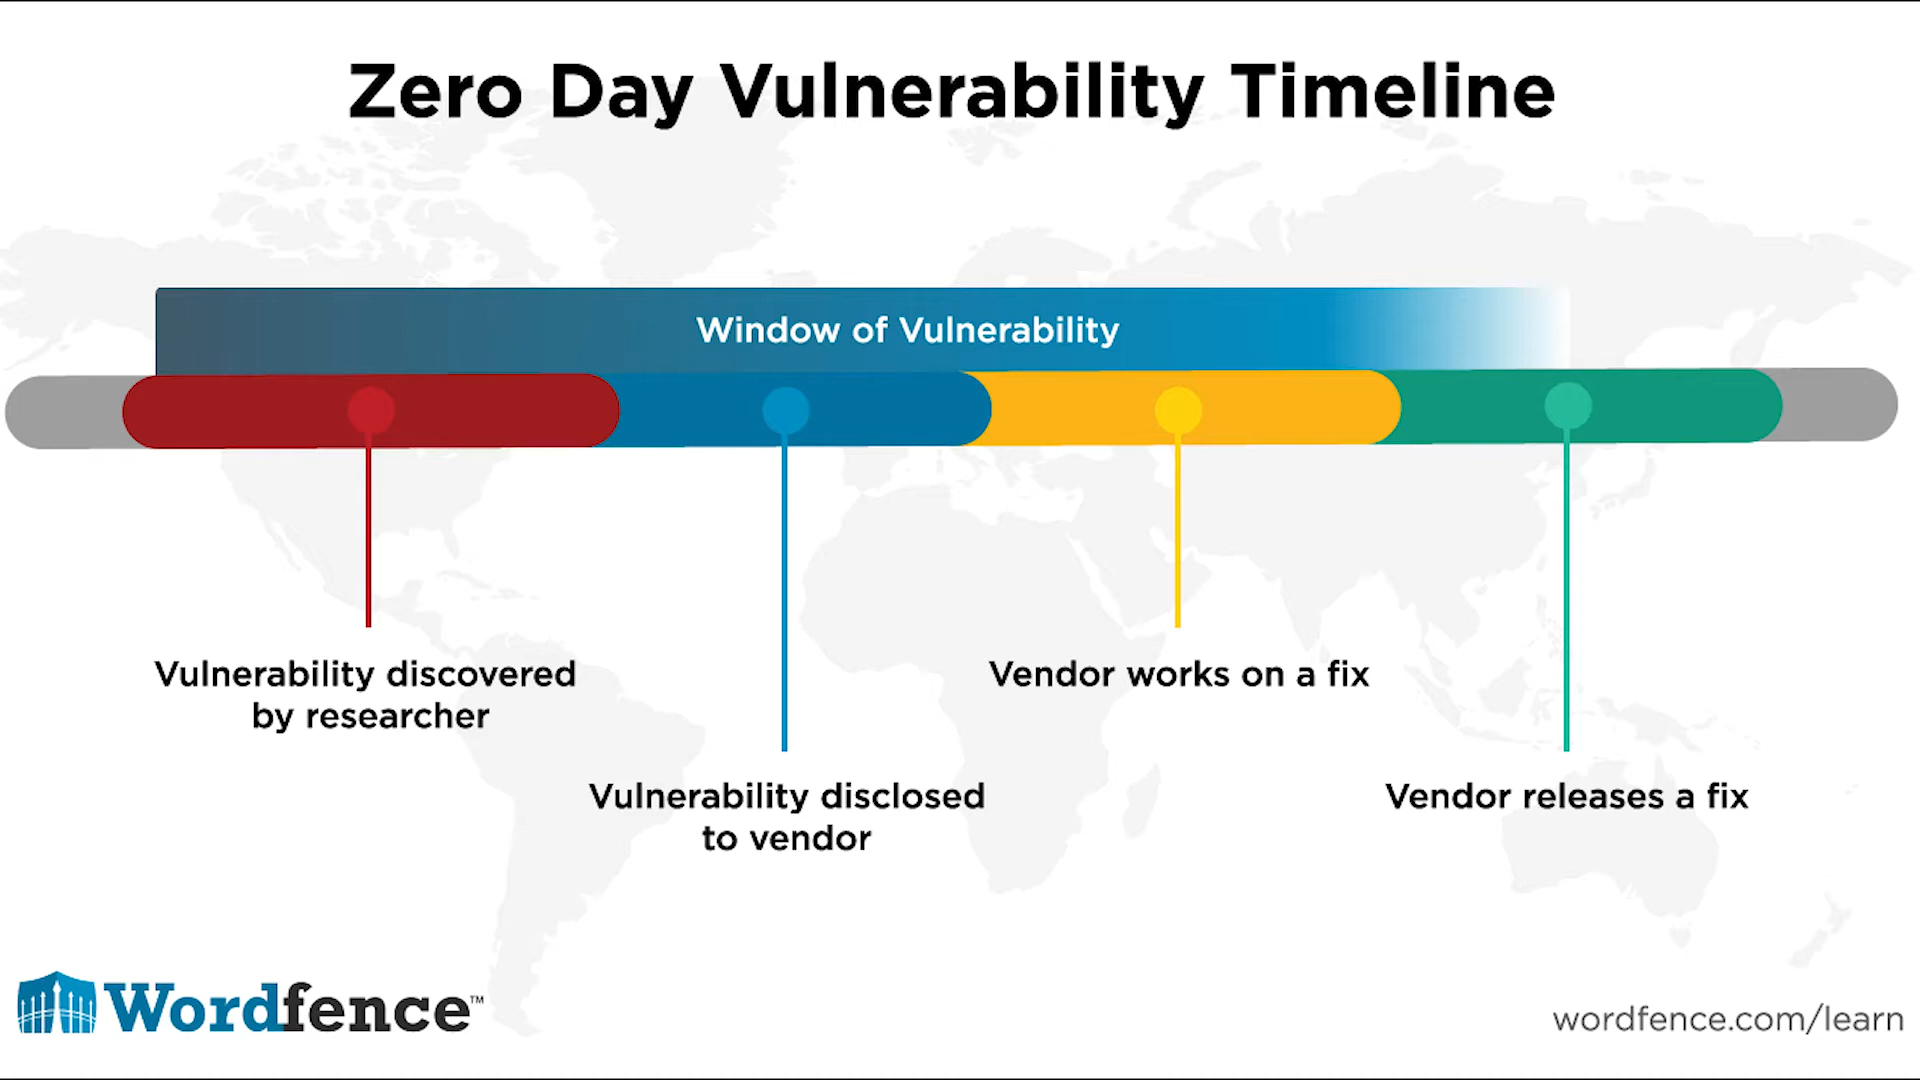 Zero Day Vulnerability Timeline
Window of Vulnerability
Vulnerability discovered
by researcher
Vulnerability disclosed
to vendor
Vendor works on a fix
Vendor releases a fix
Wordfence™
wordfence.com/learn